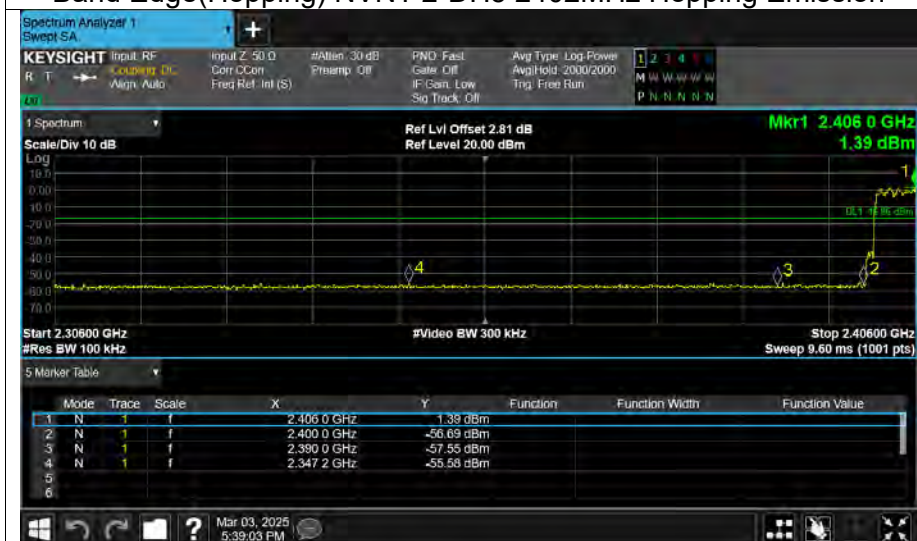 Band Edge(Hopping) NVNT 2-DH5 2402MHz Hopping Emission
Spectrum Analyzer 1
Swept SA
KEYSIGHT Input: RF Input Z: 50 Ω #Atten: 30 dB PNO: Fast Avg Type: Log-Power 1 2 3 4 5 6
R T Coupling: DC Corr CCorr Preamp: Off Gate: Off Avg|Hold: 2000/2000 M W W W W W
Align: Auto Freq Ref: Int (S) IF Gain: Low Trig: Free Run
Sig Track: Off P N N N N N
1 Spectrum
Ref Lvl Offset 2.81 dB Mkr1 2.406 0 GHz
Scale/Div 10 dB Ref Level 20.00 dBm 1.39 dBm
Log
10.0
0.00
-10.0
-20.0
-30.0
-40.0
-50.0
-60.0
-70.0
1
4
3
2
Start 2.30600 GHz #Video BW 300 kHz Stop 2.40600 GHz
#Res BW 100 kHz Sweep 9.60 ms (1001 pts)
5 Marker Table
Mode Trace Scale X Y Function Function Width Function Value
1 N 1 f 2.406 0 GHz 1.39 dBm
2 N 1 f 2.400 0 GHz -56.69 dBm
3 N 1 f 2.390 0 GHz -57.55 dBm
4 N 1 f 2.347 2 GHz -55.58 dBm
5
6
? Mar 03, 2025
5:39:03 PM